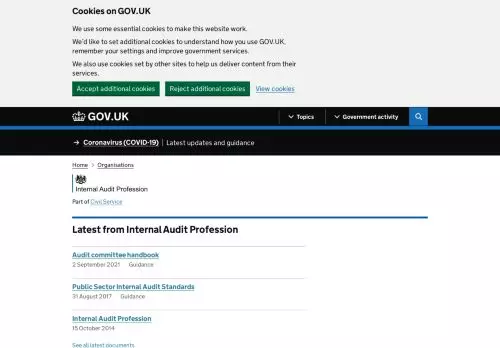 Cookies on GOV.UK
We use some essential cookies to make this website work.
We'd like to set additional cookies to understand how you use GOV.UK,
remember your settings and improve government services.
We also use cookies set by other sites to help us deliver content from their
services.
Accept additional cookies Reject additional cookies View cookies
GOV.UK Topics Government activity
→ Coronavirus (COVID-19) Latest updates and guidance
Home Organisations
Internal Audit Profession
Part of Civil Service
Latest from Internal Audit Profession
Audit committee handbook
2 September 2021 Guidance
Public Sector Internal Audit Standards
31 August 2017 Guidance
Internal Audit Profession
15 October 2014
See all latest documents